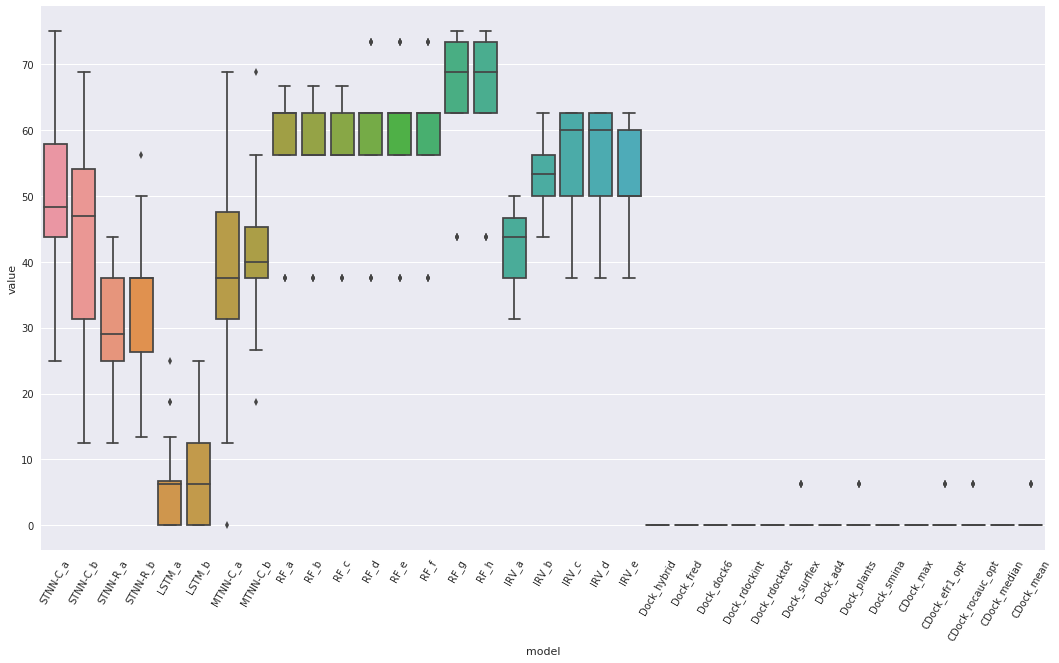 value
70
60
50
40
30
20
10
0
STNN-C_a
STNN-C_b
STNN-R_a
STNN-R_b
LSTM_a
LSTM_b
MTNN-C_a
MTNN-C_b
RF_a
RF_b
RF_c
RF_d
RF_e
RF_f
RF_g
RF_h
IRV_a
IRV_b
IRV_c
IRV_d
IRV_e
Dock_hybrid
Dock_fred
Dock_dock6
Dock_rdockint
Dock_rdocktot
Dock_surflex
Dock_ad4
Dock_plants
Dock_smina
CDock_max
CDock_efr1_opt
CDock_rocauc_opt
CDock_median
CDock_mean
model